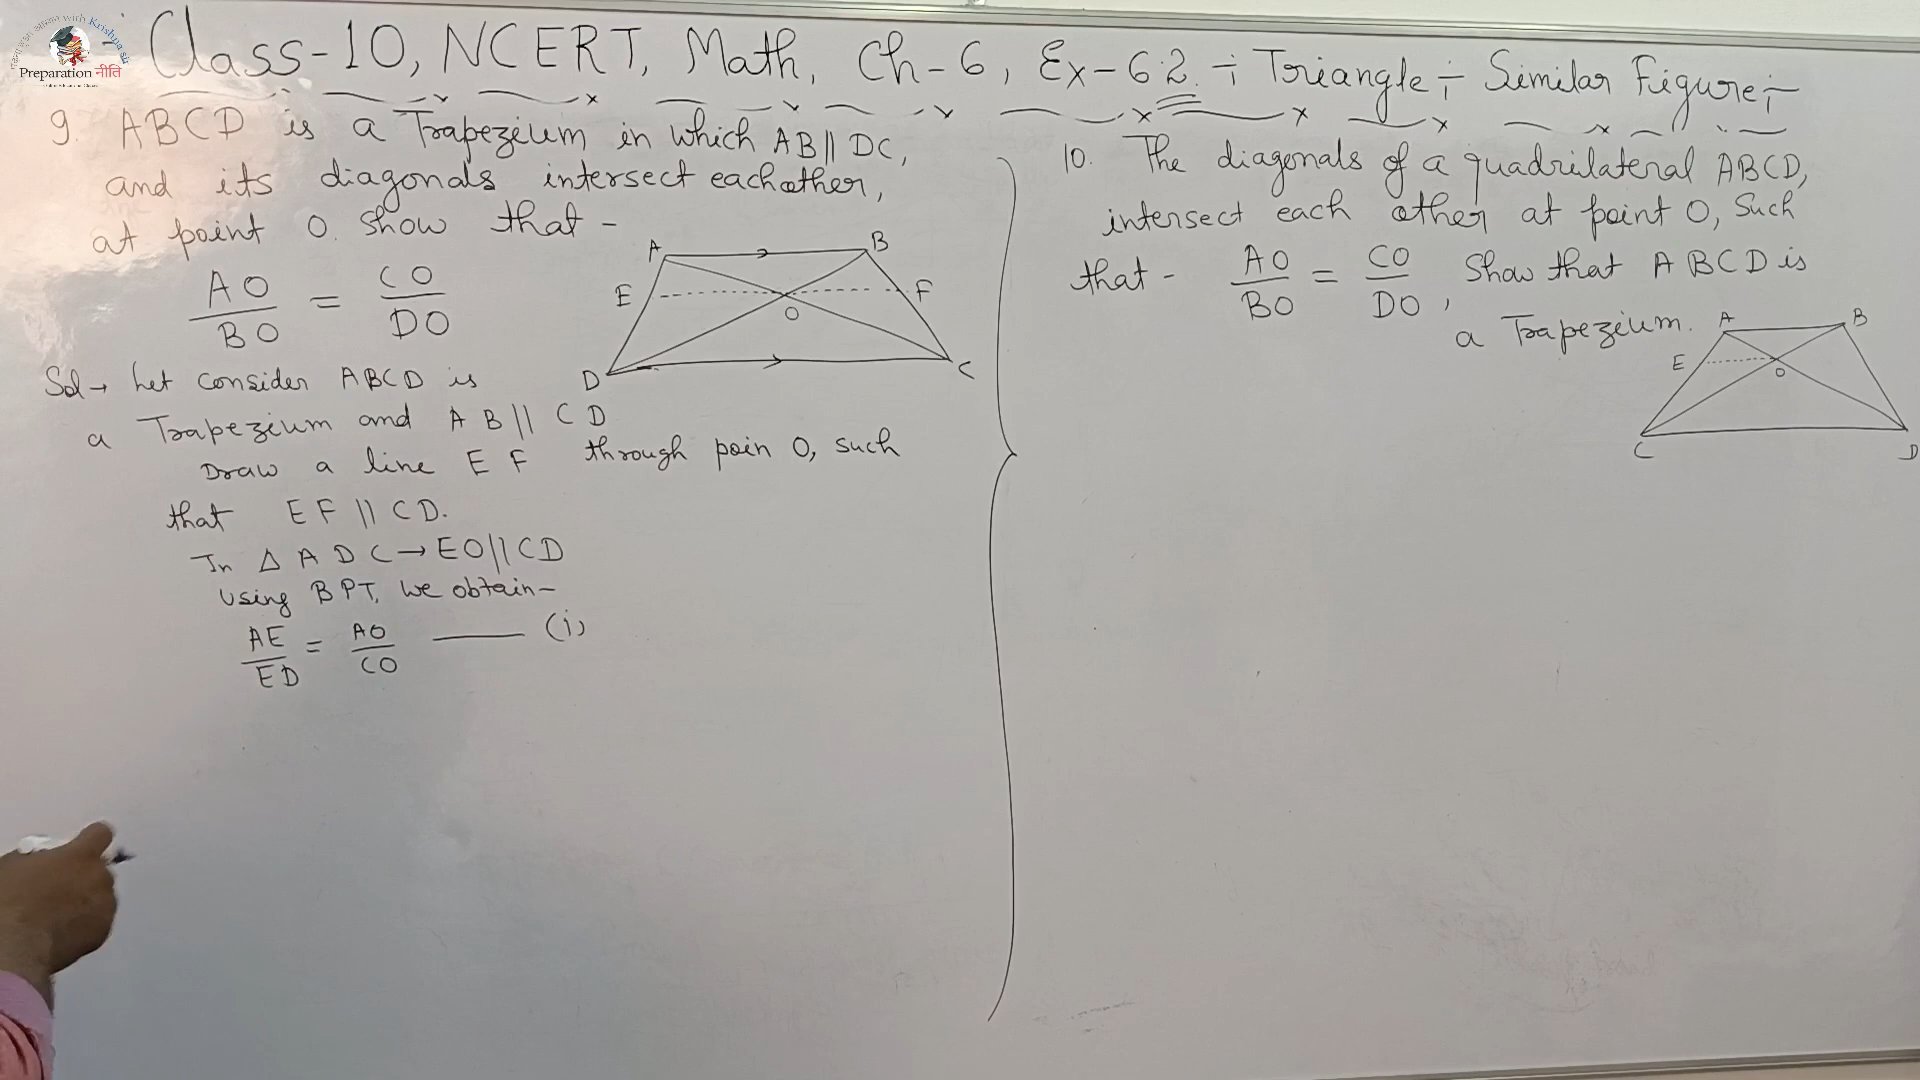 Preparation नीति
Class-10, NCERT, Math, Ch-6, Ex-6.2 ÷ Triangle ÷ Similar Figure ÷
9. ABCD is a Trapezium in which AB || DC,
and its diagonals intersect eachother,
at point O. show that -
AO/BO = CO/DO
A B
E F
O
D C
Sol → Let consider ABCD is
a Trapezium and AB || CD
Draw a line EF through poin O, such
that EF || CD.
In △ ADC → EO || CD
Using BPT, we obtain-
AE/ED = AO/CO —— (i)
10. The diagonals of a quadrilateral ABCD,
intersect each other at point O, Such
that - AO/BO = CO/DO, Show that ABCD is
a Trapezium.
A B
E
O
C D